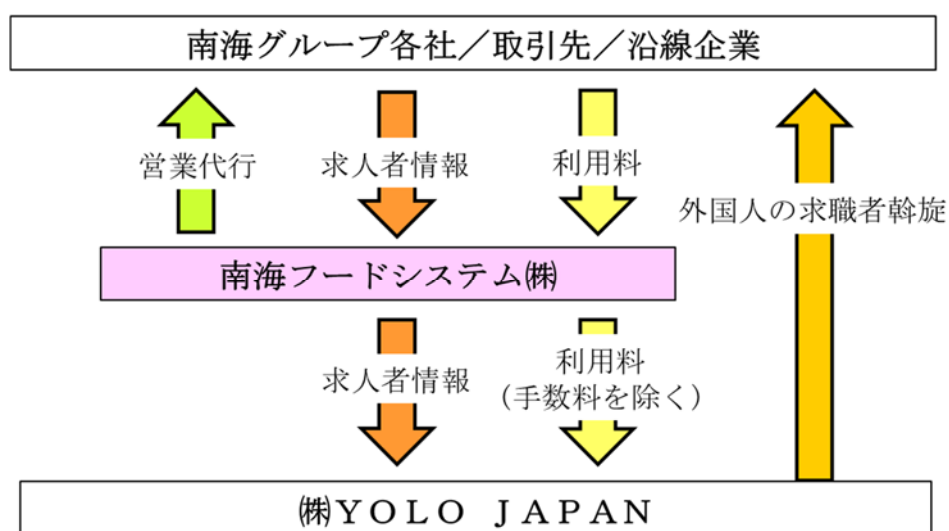 南海グループ各社／取引先／沿線企業
営業代行
求人者情報
利用料
外国人の求職者斡旋
南海フードシステム㈱
求人者情報
利用料
（手数料を除く）
㈱ＹＯＬＯ　ＪＡＰＡＮ